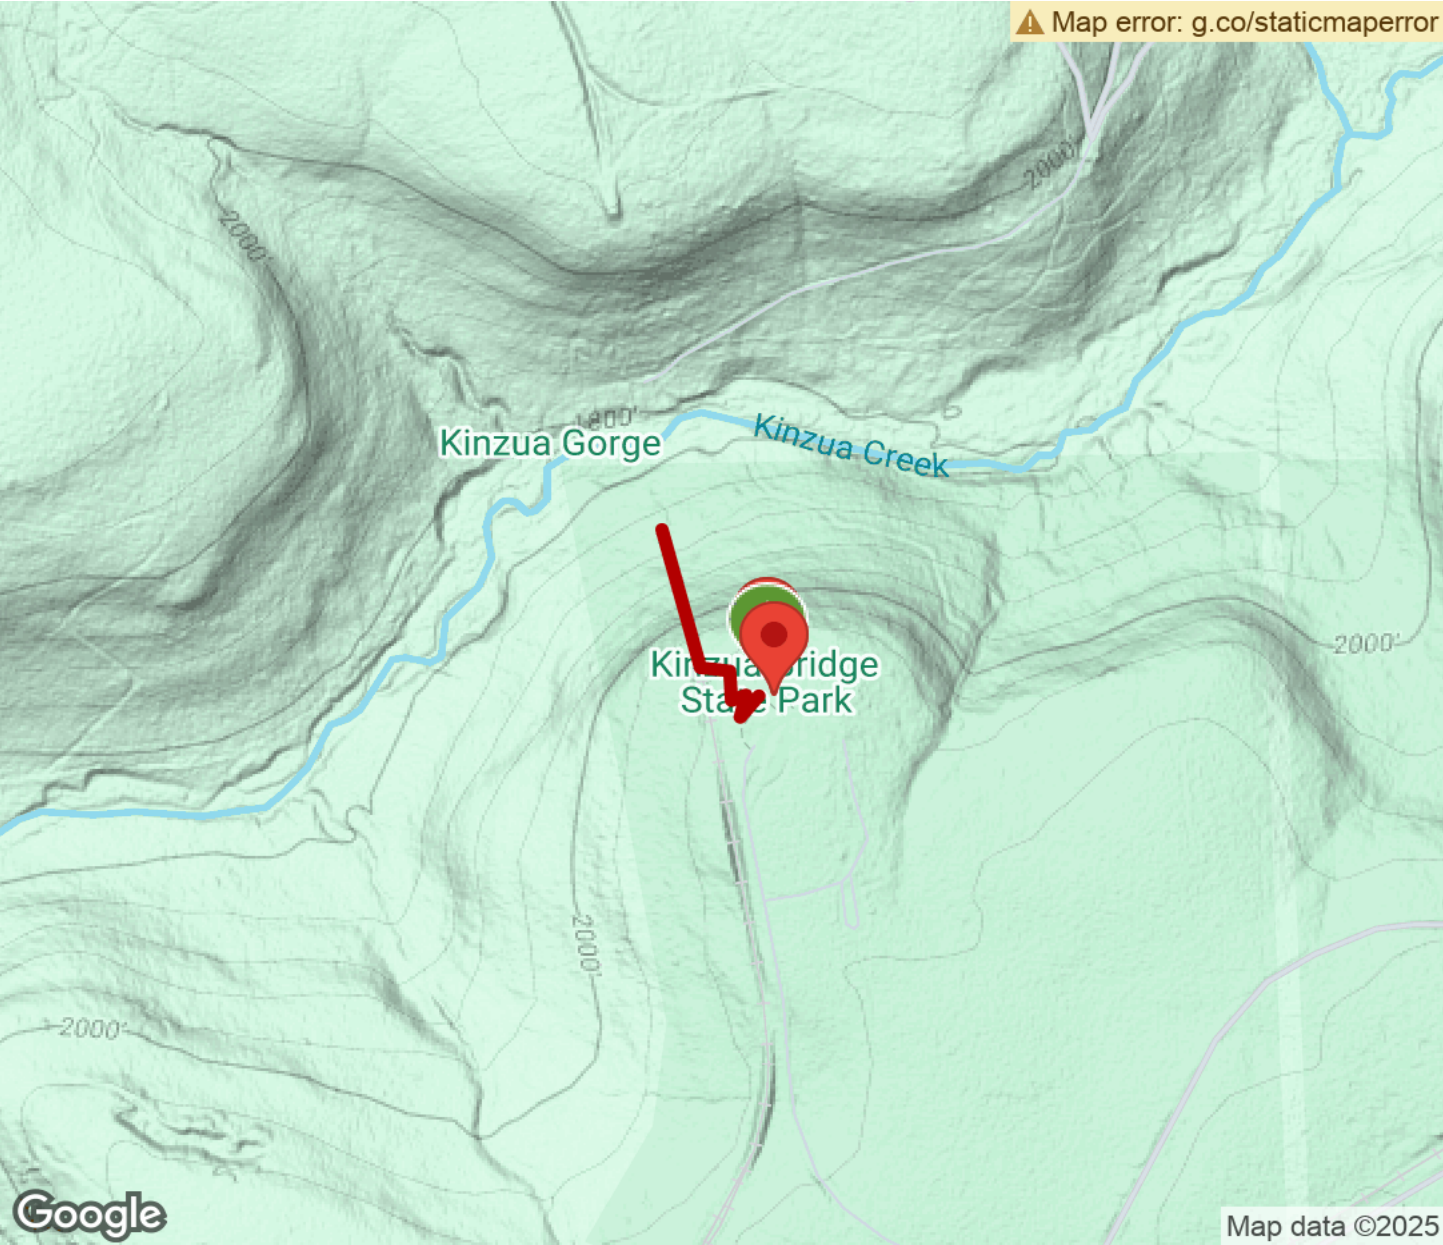 Map error: g.co/staticmaperror
2000'
2000'
1800'
Kinzua Gorge
Kinzua Creek
2000'
Kinzua Bridge
State Park
2000'
2000'
Google
Map data ©2025